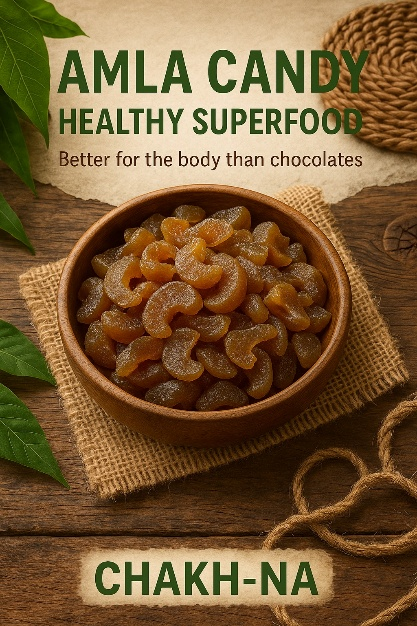 AMLA CANDY
HEALTHY SUPERFOOD
Better for the body than chocolates
CHAKH-NA